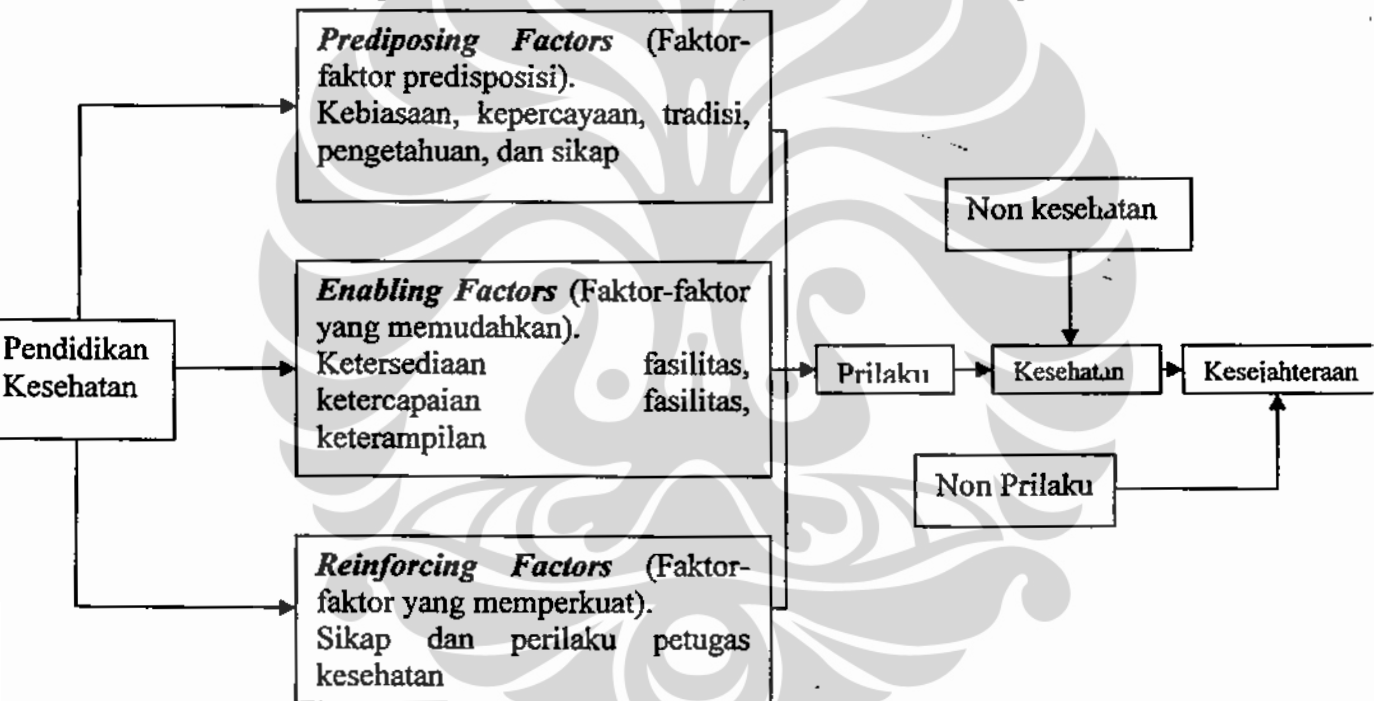 Prediposing Factors (Faktor-
faktor predisposisi).
Kebiasaan, kepercayaan, tradisi,
pengetahuan, dan sikap
Non kesehatan
Enabling Factors (Faktor-faktor
yang memudahkan).
Ketersediaan fasilitas,
ketercapaian fasilitas,
keterampilan
Pendidikan
Kesehatan
Prilaku
Kesehatan
Kesejahteraan
Non Prilaku
Reinforcing Factors (Faktor-
faktor yang memperkuat).
Sikap dan perilaku petugas
kesehatan